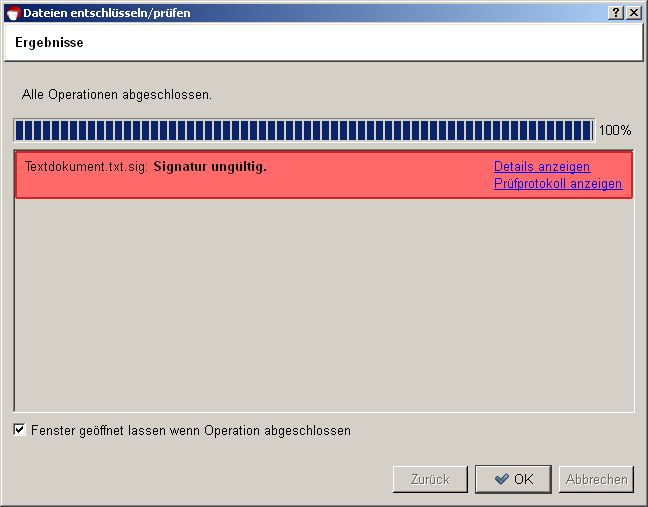 Dateien entschlüsseln/prüfen
Ergebnisse
Alle Operationen abgeschlossen.
100%
Textdokument.txt.sig: Signatur ungültig. Details anzeigen
Prüfprotokoll anzeigen
Fenster geöffnet lassen wenn Operation abgeschlossen
Zurück OK Abbrechen